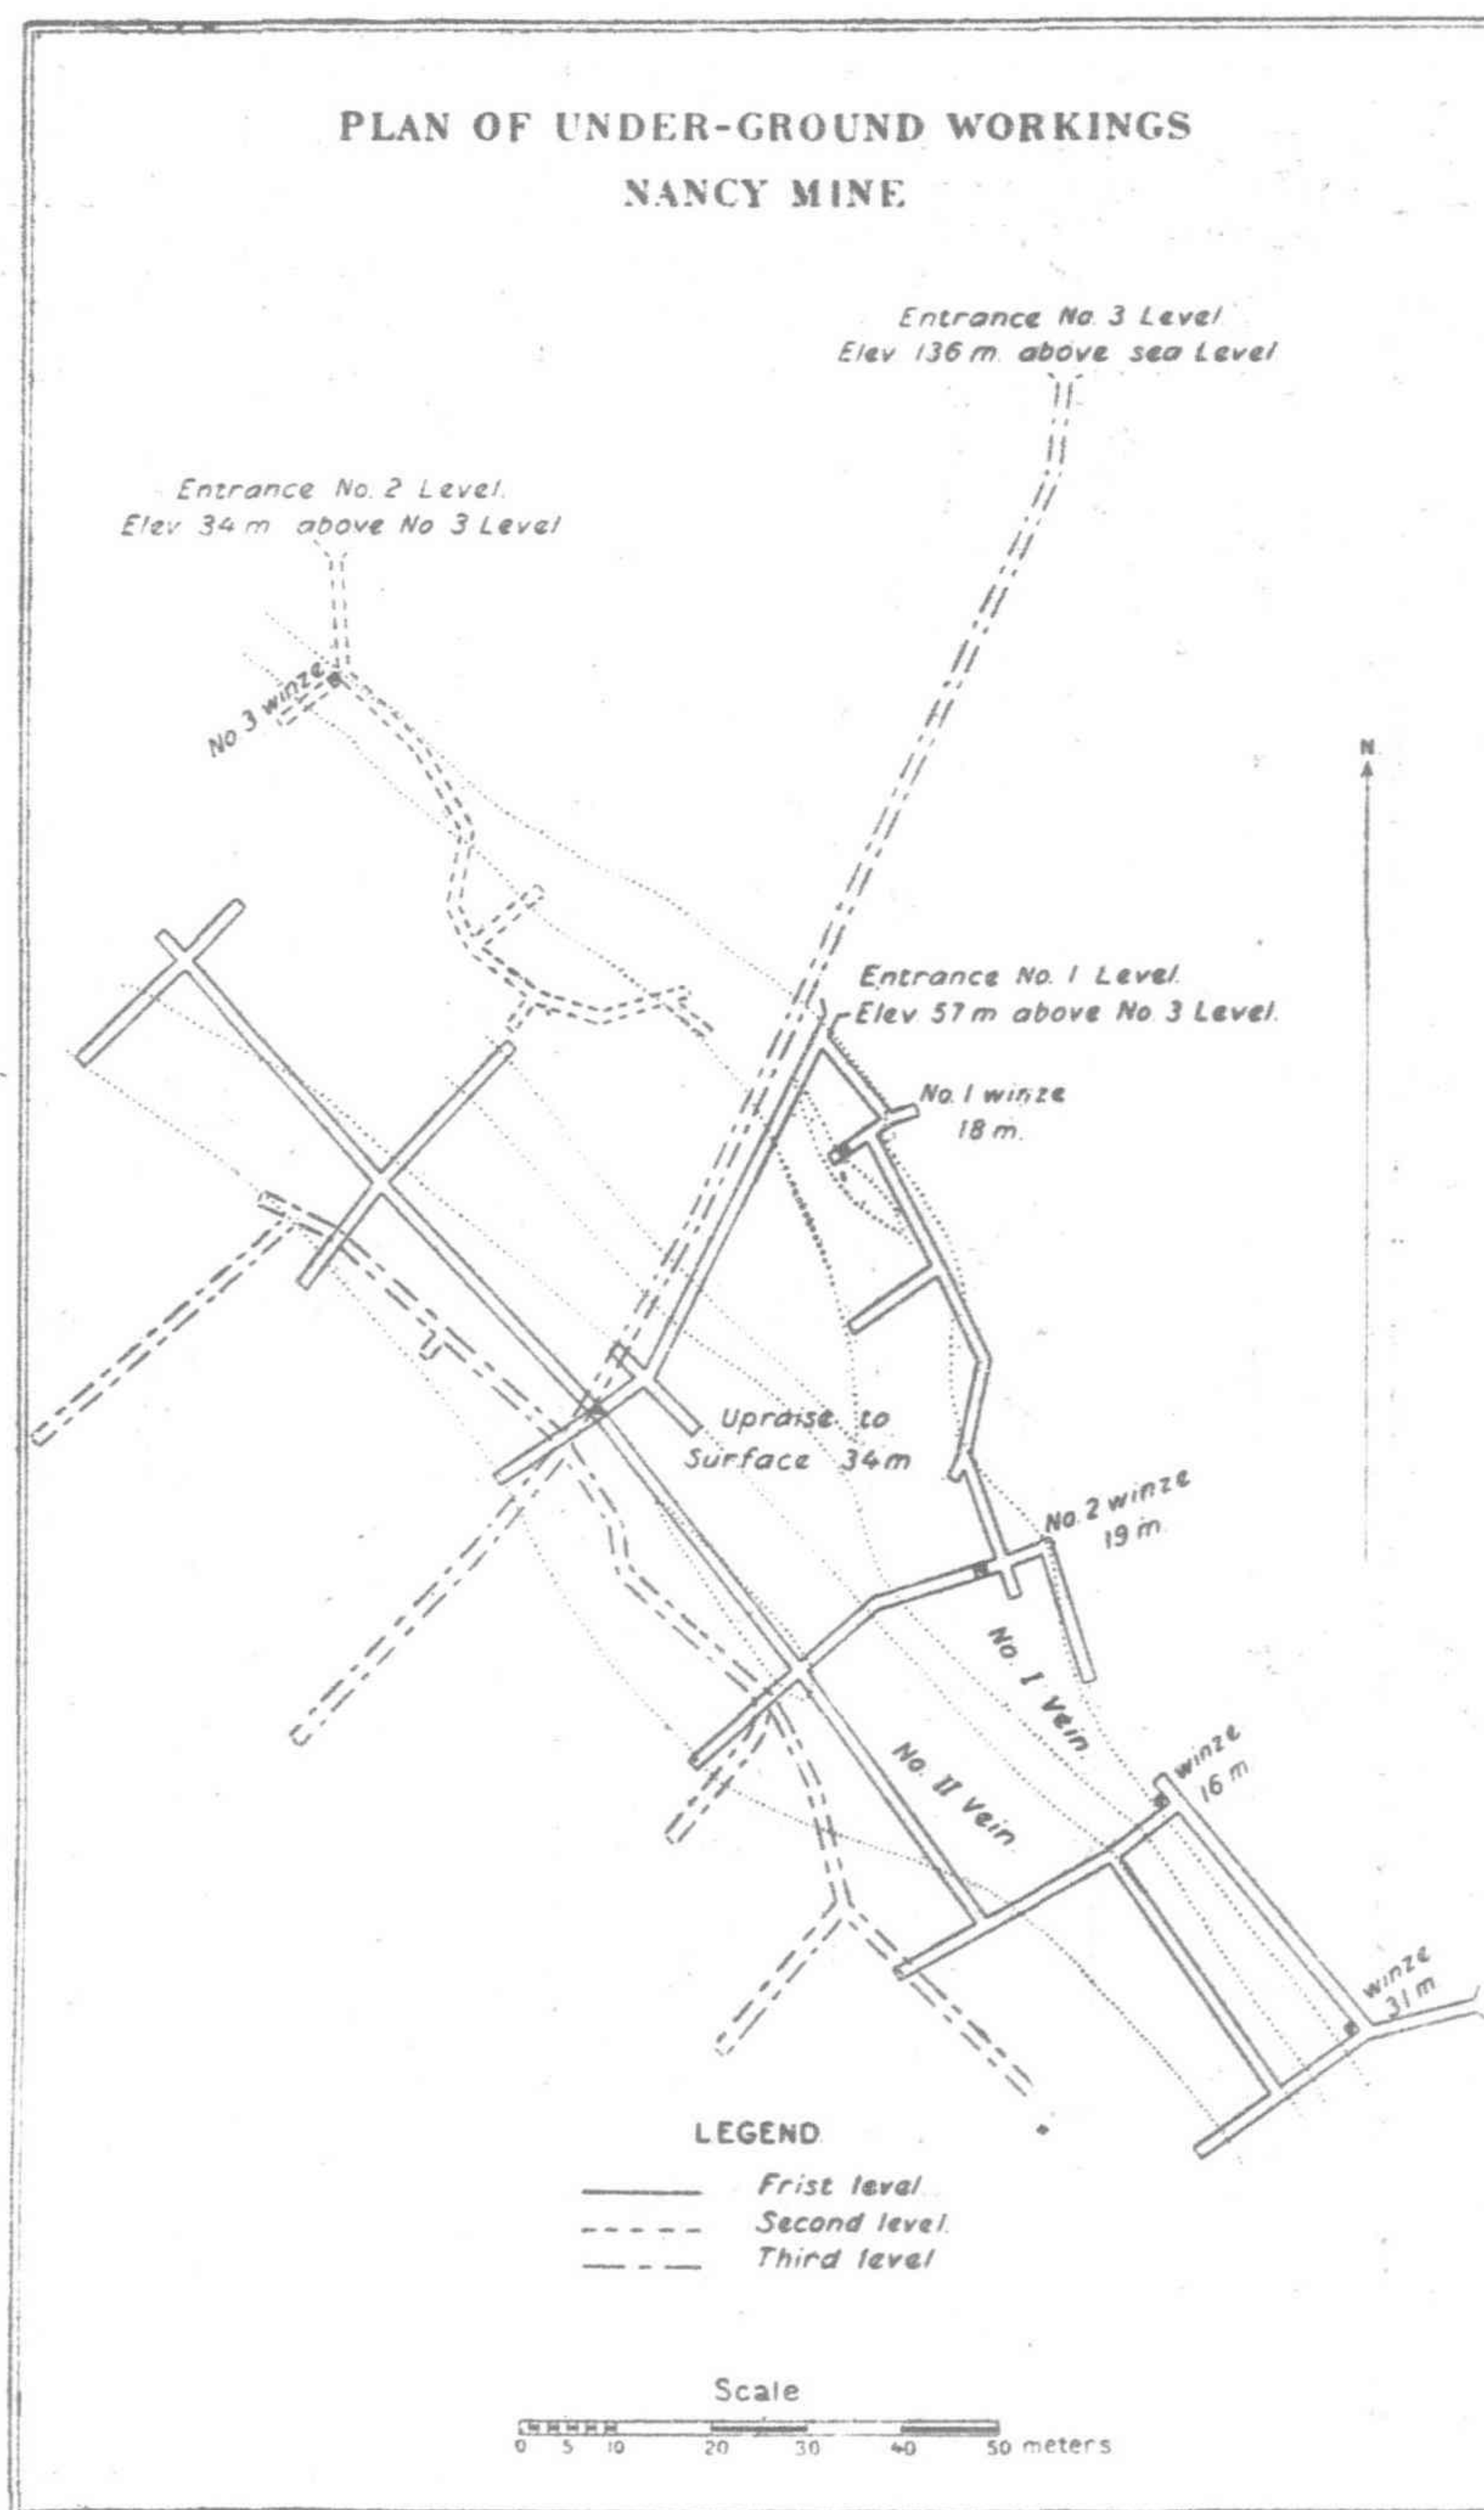 PLAN OF UNDER-GROUND WORKINGS
NANCY MINE
Entrance No. 3 Level
Elev 136 m. above sea Level
Entrance No. 2 Level.
Elev 34 m above No 3 Level
No 3 winze
N.
Entrance No. 1 Level.
Elev. 57 m above No. 3 Level.
No. 1 winze
18 m.
Upraise to
Surface 34 m
No. 2 winze
19 m.
No. I Vein.
No. II Vein.
winze
16 m
winze
31 m
LEGEND
Frist level
Second level.
Third level
Scale
0 5 10 20 30 40 50 meters